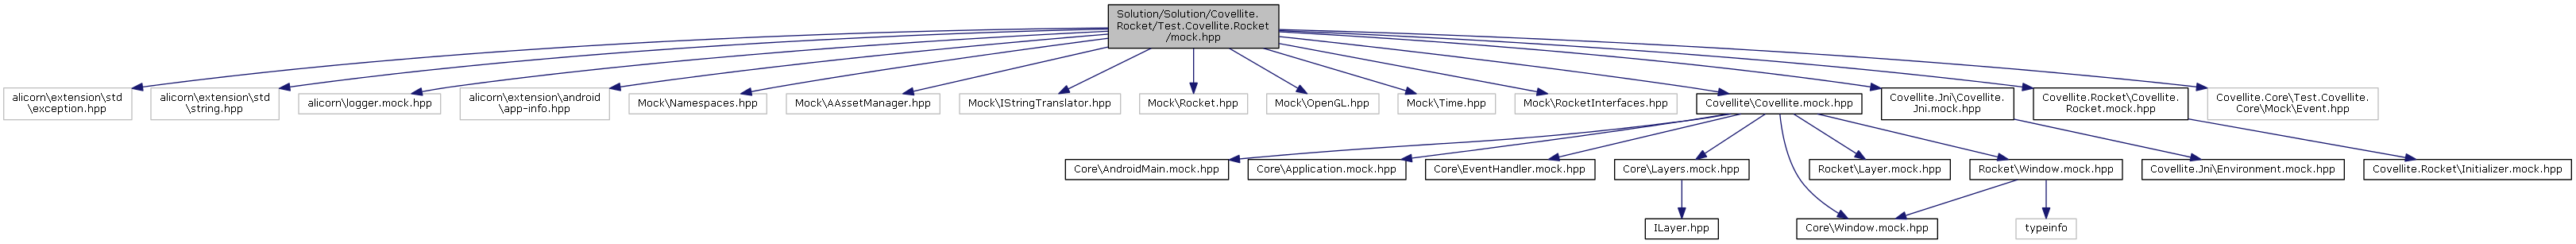 Solution/Solution/Covellite.
Rocket/Test.Covellite.Rocket
/mock.hpp
alicorn\extension\std
\exception.hpp
alicorn\extension\std
\string.hpp
alicorn\logger.mock.hpp
alicorn\extension\android
\app-info.hpp
Mock\Namespaces.hpp
Mock\AAssetManager.hpp
Mock\IStringTranslator.hpp
Mock\Rocket.hpp
Mock\OpenGL.hpp
Mock\Time.hpp
Mock\RocketInterfaces.hpp
Covellite\Covellite.mock.hpp
Covellite.Jni\Covellite.
Jni.mock.hpp
Covellite.Rocket\Covellite.
Rocket.mock.hpp
Covellite.Core\Test.Covellite.
Core\Mock\Event.hpp
Core\AndroidMain.mock.hpp
Core\Application.mock.hpp
Core\EventHandler.mock.hpp
Core\Layers.mock.hpp
Rocket\Layer.mock.hpp
Rocket\Window.mock.hpp
Covellite.Jni\Environment.mock.hpp
Covellite.Rocket\Initializer.mock.hpp
ILayer.hpp
Core\Window.mock.hpp
typeinfo